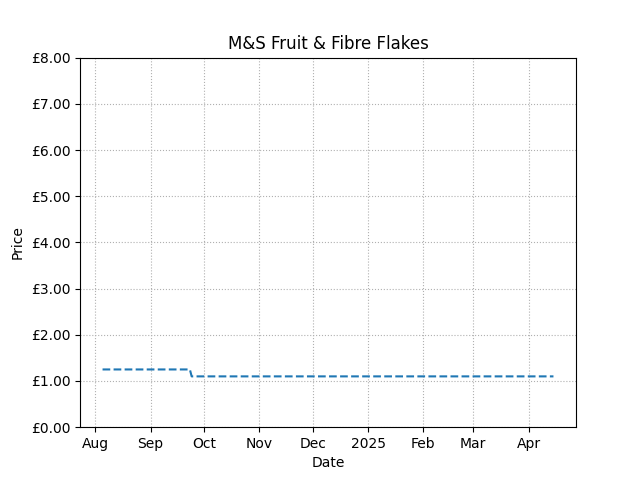 M&S Fruit & Fibre Flakes
£8.00
£7.00
£6.00
£5.00
£4.00
£3.00
£2.00
£1.00
£0.00
Price
Aug Sep Oct Nov Dec 2025 Feb Mar Apr
Date